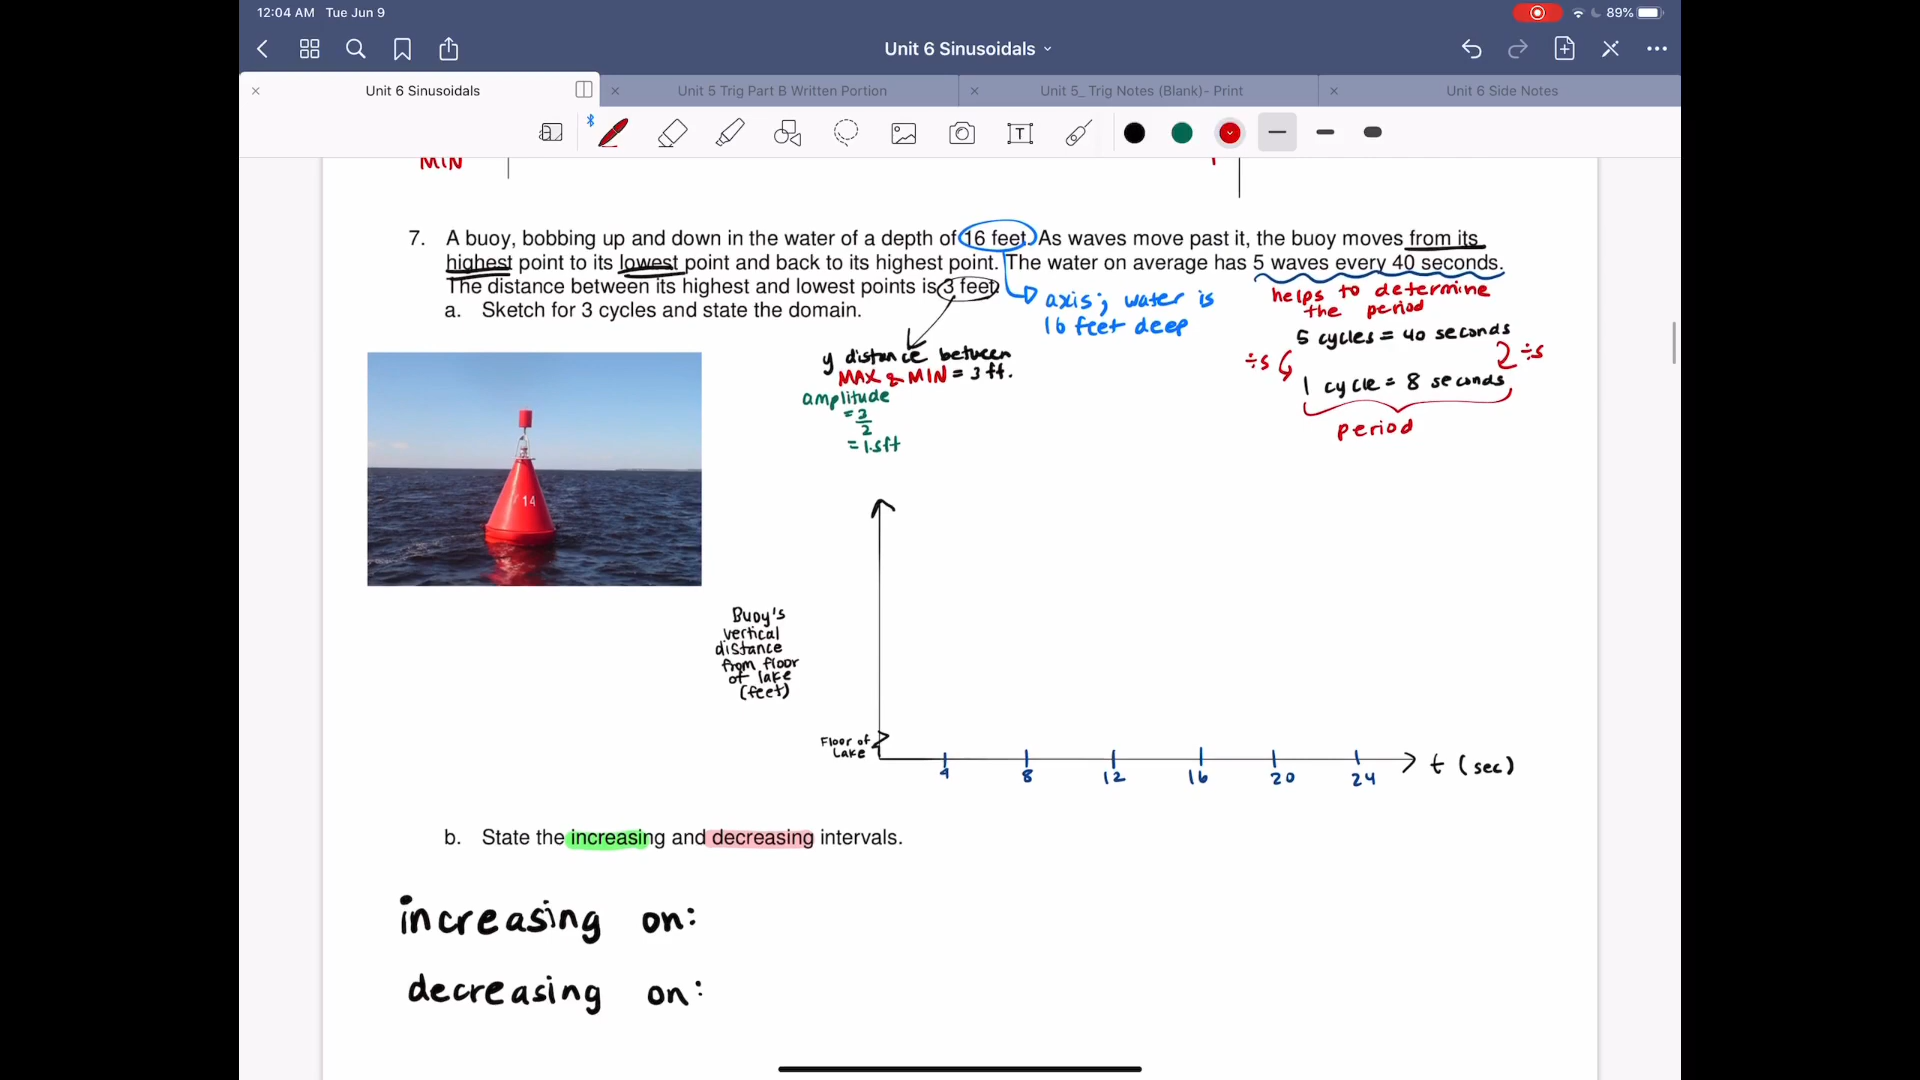 12:04 AM Tue Jun 9
89%
Unit 6 Sinusoidals
Unit 6 Sinusoidals
Unit 5 Trig Part B Written Portion
Unit 5_ Trig Notes (Blank)- Print
Unit 6 Side Notes
T
MIN
7. A buoy, bobbing up and down in the water of a depth of 16 feet. As waves move past it, the buoy moves from its
highest point to its lowest point and back to its highest point. The water on average has 5 waves every 40 seconds.
The distance between its highest and lowest points is 3 feet.
a. Sketch for 3 cycles and state the domain.
axis; water is
16 feet deep
helps to determine
the period
5 cycles = 40 seconds
÷5
÷5
1 cycle = 8 seconds
period
y distance between
MAX & MIN = 3 ft.
amplitude
= 3
2
= 1.5ft
14
Buoy's
vertical
distance
from floor
of lake
(feet)
Floor of
Lake
4 8 12 16 20 24
t (sec)
b. State the increasing and decreasing intervals.
increasing on:
decreasing on: